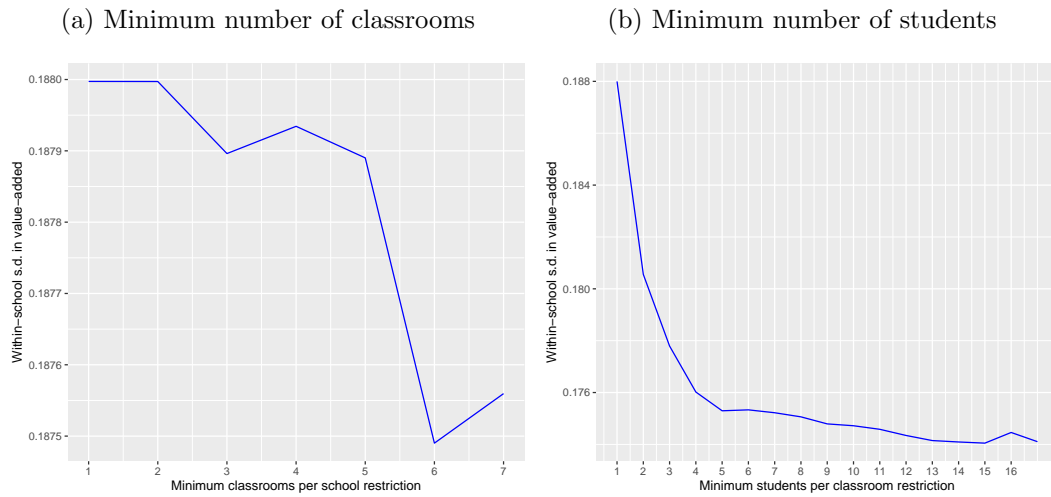 (a) Minimum number of classrooms
0.1880
0.1879
0.1878
0.1877
0.1876
0.1875
Within−school s.d. in value−added
1 2 3 4 5 6 7
Minimum classrooms per school restriction
(b) Minimum number of students
0.188
0.184
0.180
0.176
Within−school s.d. in value−added
1 2 3 4 5 6 7 8 9 10 11 12 13 14 15 16
Minimum students per classroom restriction